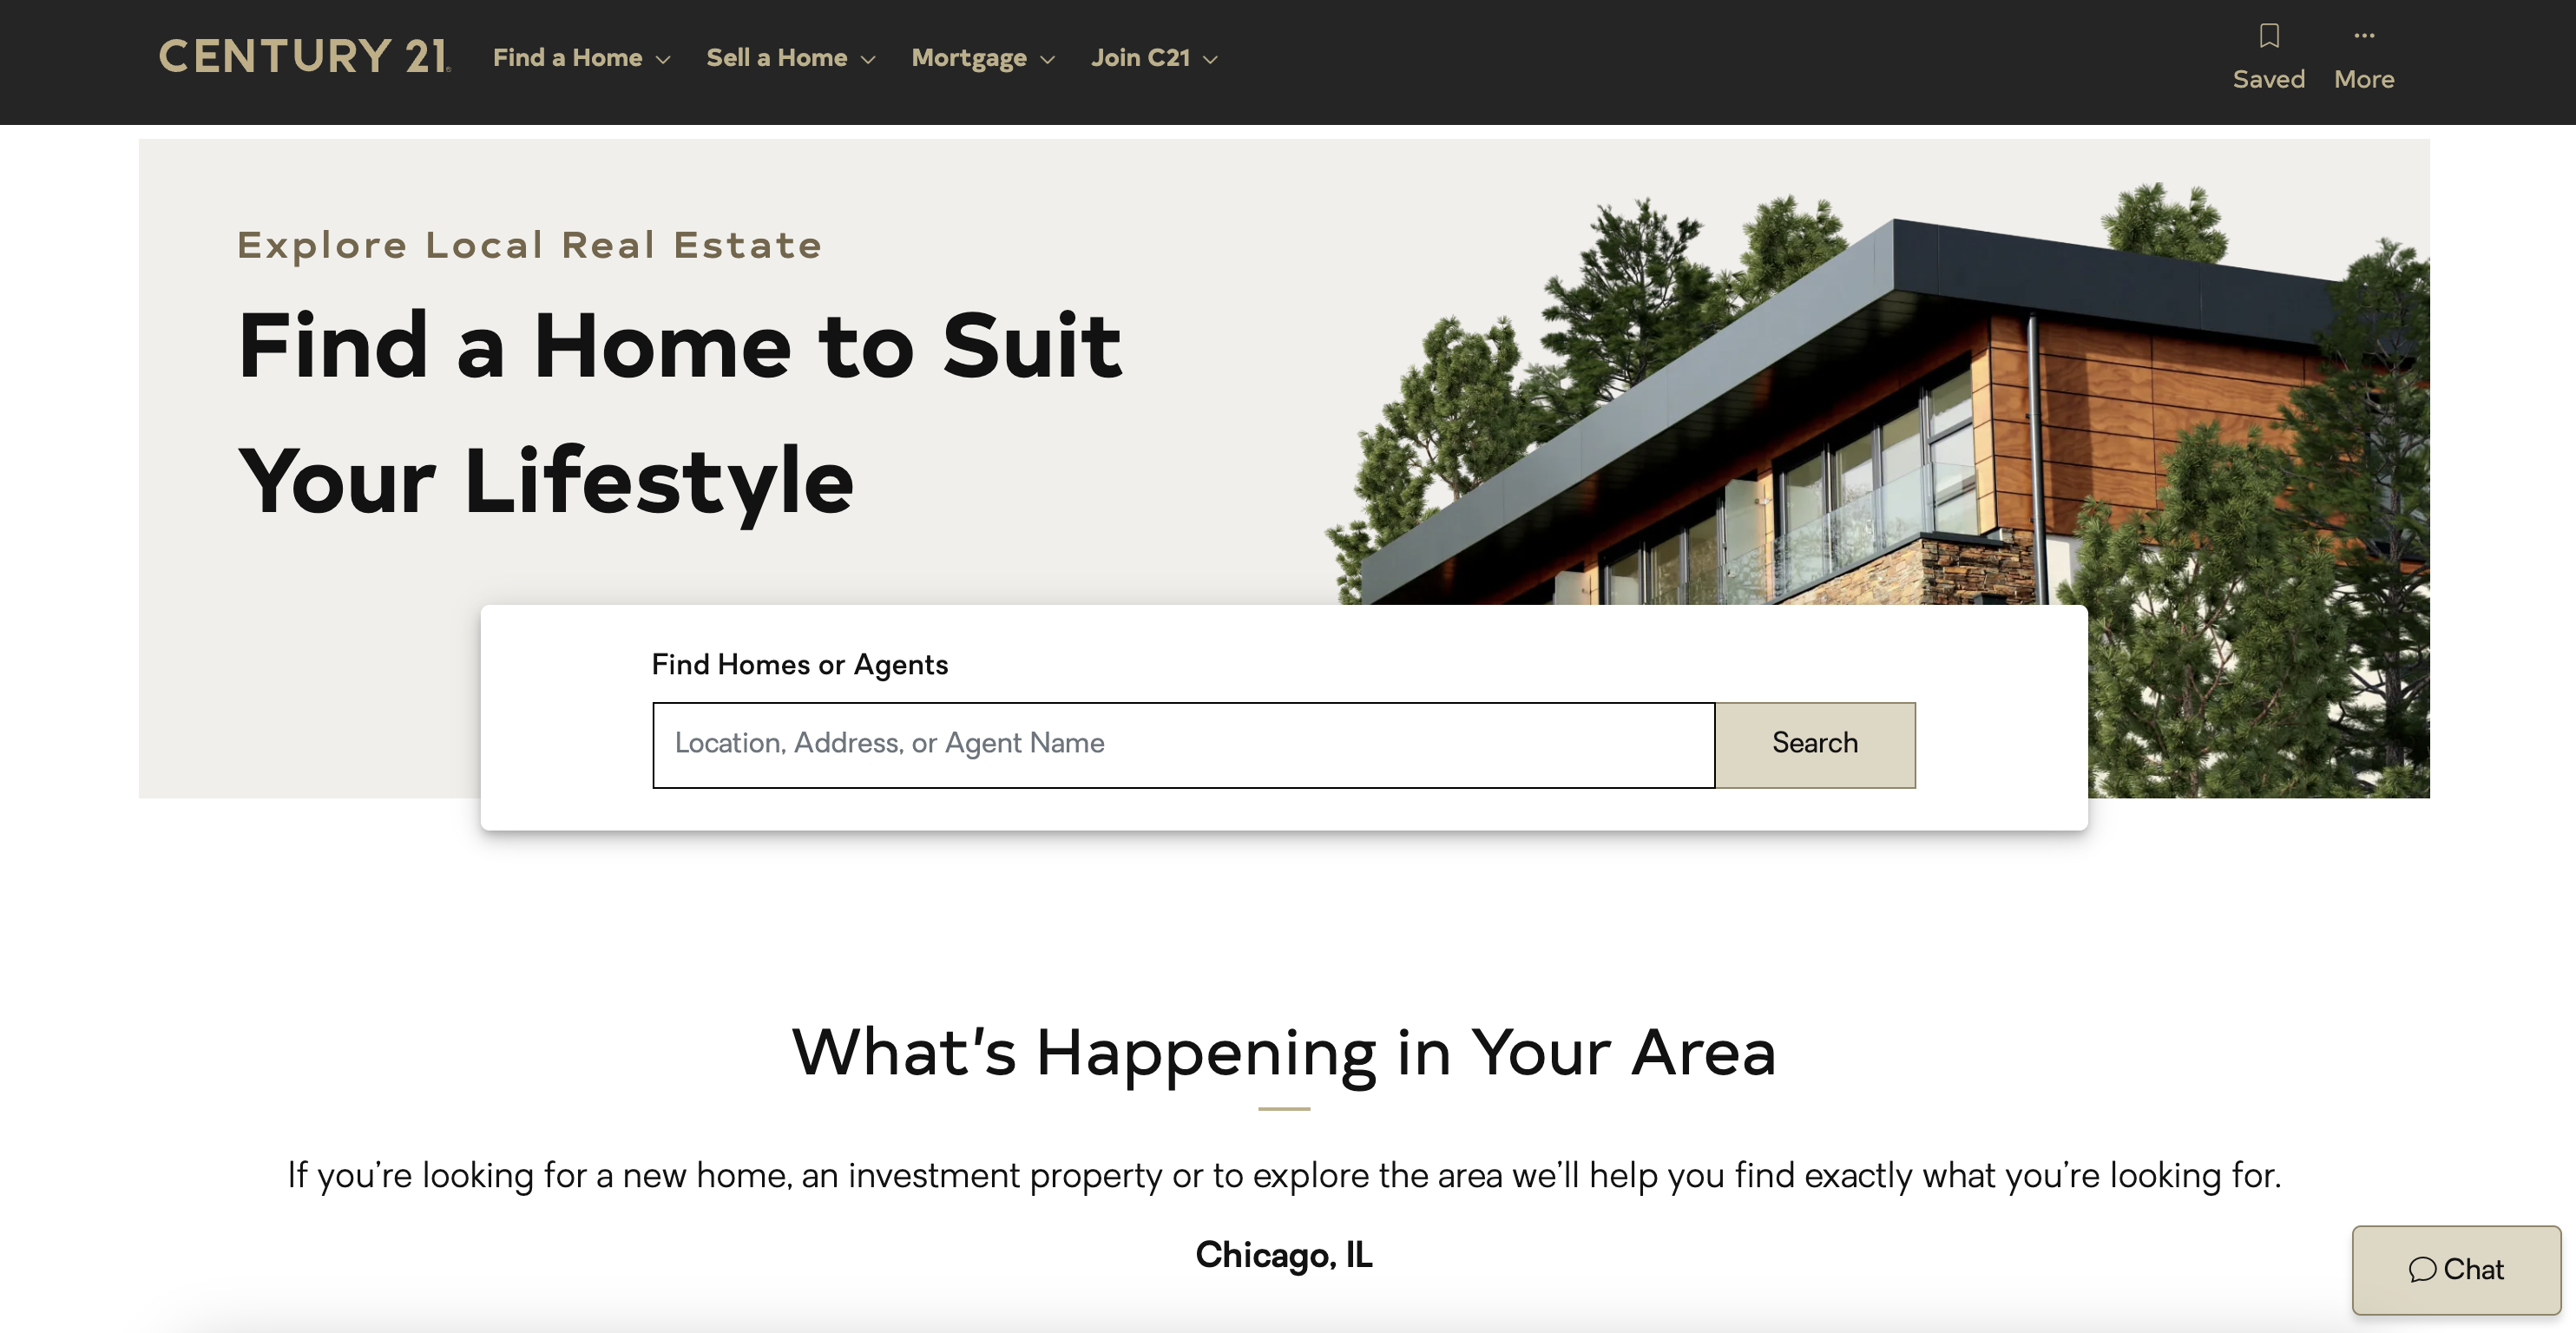 CENTURY 21®
Find a Home
Sell a Home
Mortgage
Join C21
Saved
More
Explore Local Real Estate
Find a Home to Suit
Your Lifestyle
Find Homes or Agents
Location, Address, or Agent Name
Search
What's Happening in Your Area
If you’re looking for a new home, an investment property or to explore the area we’ll help you find exactly what you’re looking for.
Chicago, IL
Chat